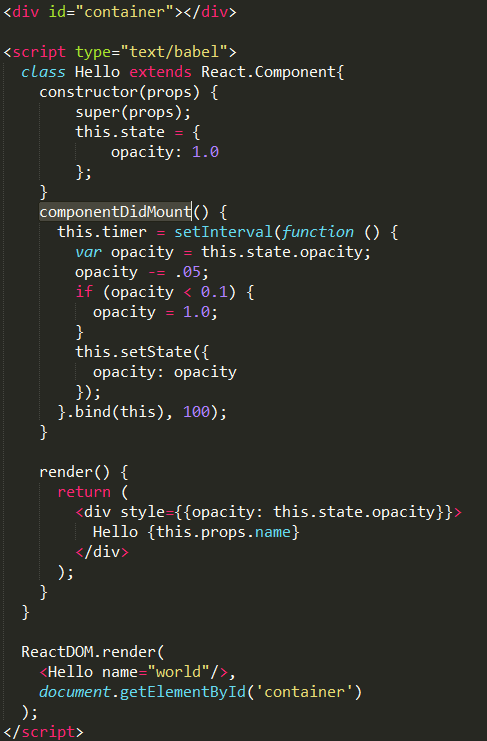 <div id="container"></div>

<script type="text/babel">
  class Hello extends React.Component{
    constructor(props) {
        super(props);
        this.state = {
            opacity: 1.0
        };
    }
    componentDidMount() {
      this.timer = setInterval(function () {
        var opacity = this.state.opacity;
        opacity -= .05;
        if (opacity < 0.1) {
          opacity = 1.0;
        }
        this.setState({
          opacity: opacity
        });
      }.bind(this), 100);
    }

    render() {
      return (
        <div style={{opacity: this.state.opacity}}>
          Hello {this.props.name}
        </div>
      );
    }
  }

  ReactDOM.render(
    <Hello name="world"/>,
    document.getElementById('container')
  );
</script>